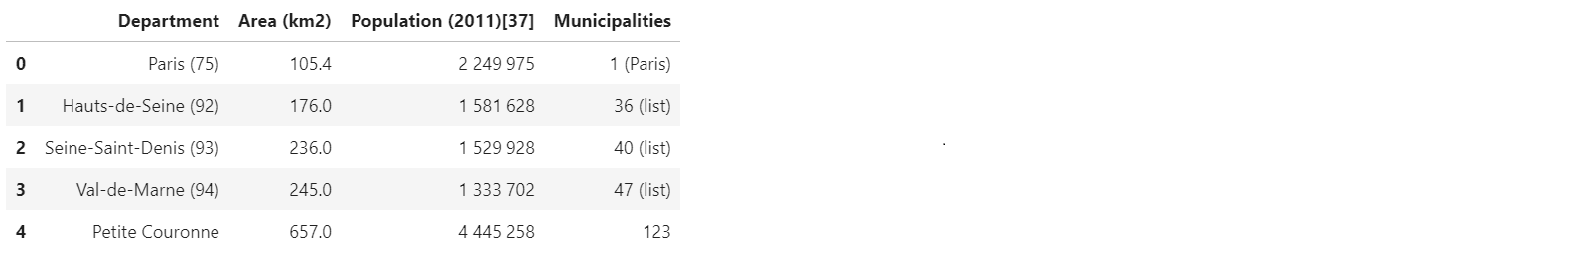 Department Area (km2) Population (2011)[37] Municipalities
0 Paris (75) 105.4 2 249 975 1 (Paris)
1 Hauts-de-Seine (92) 176.0 1 581 628 36 (list)
2 Seine-Saint-Denis (93) 236.0 1 529 928 40 (list)
3 Val-de-Marne (94) 245.0 1 333 702 47 (list)
4 Petite Couronne 657.0 4 445 258 123
.